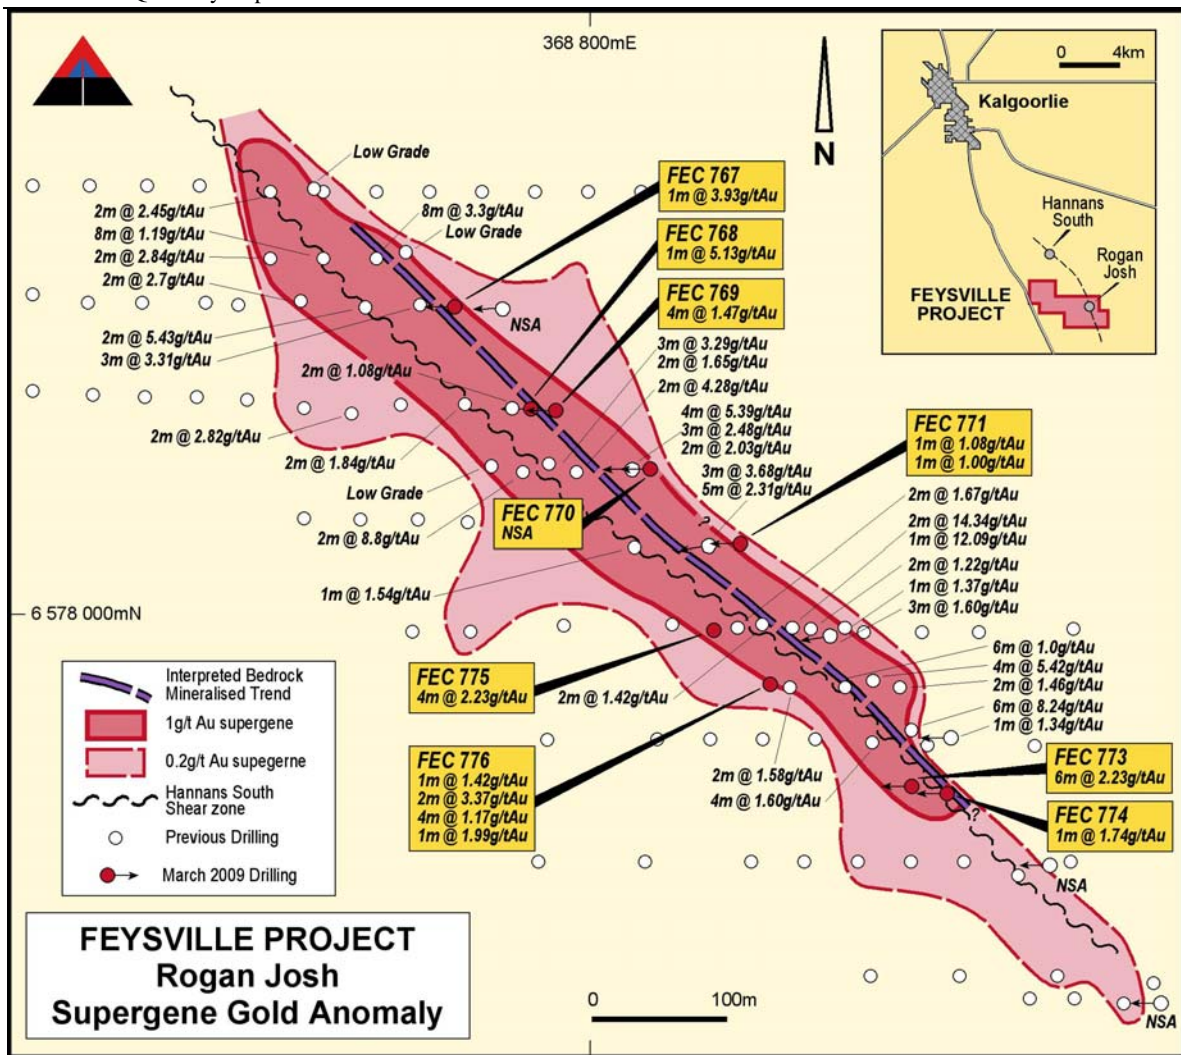 368 800mE
0 4km
Kalgoorlie
Hannans
South
Rogan
Josh
FEYSVILLE
PROJECT
N
Low Grade
FEC 767
1m @ 3.93g/tAu
2m @ 2.45g/tAu
8m @ 1.19g/tAu
2m @ 2.84g/tAu
2m @ 2.7g/tAu
8m @ 3.3g/tAu
Low Grade
FEC 768
1m @ 5.13g/tAu
FEC 769
4m @ 1.47g/tAu
NSA
2m @ 5.43g/tAu
3m @ 3.31g/tAu
2m @ 1.08g/tAu
3m @ 3.29g/tAu
2m @ 1.65g/tAu
2m @ 4.28g/tAu
2m @ 2.82g/tAu
2m @ 1.84g/tAu
4m @ 5.39g/tAu
3m @ 2.48g/tAu
2m @ 2.03g/tAu
3m @ 3.68g/tAu
5m @ 2.31g/tAu
FEC 771
1m @ 1.08g/tAu
1m @ 1.00g/tAu
Low Grade
FEC 770
NSA
?
2m @ 8.8g/tAu
2m @ 1.67g/tAu
2m @ 14.34g/tAu
1m @ 12.09g/tAu
2m @ 1.22g/tAu
1m @ 1.37g/tAu
3m @ 1.60g/tAu
1m @ 1.54g/tAu
6 578 000mN
FEC 775
4m @ 2.23g/tAu
2m @ 1.42g/tAu
6m @ 1.0g/tAu
4m @ 5.42g/tAu
2m @ 1.46g/tAu
6m @ 8.24g/tAu
1m @ 1.34g/tAu
FEC 776
1m @ 1.42g/tAu
2m @ 3.37g/tAu
4m @ 1.17g/tAu
1m @ 1.99g/tAu
2m @ 1.58g/tAu
4m @ 1.60g/tAu
FEC 773
6m @ 2.23g/tAu
FEC 774
1m @ 1.74g/tAu
?
NSA
NSA
Interpreted Bedrock
Mineralised Trend
1g/t Au supergene
0.2g/t Au supegerne
Hannans South
Shear zone
Previous Drilling
March 2009 Drilling
FEYSVILLE PROJECT
Rogan Josh
Supergene Gold Anomaly
0 100m